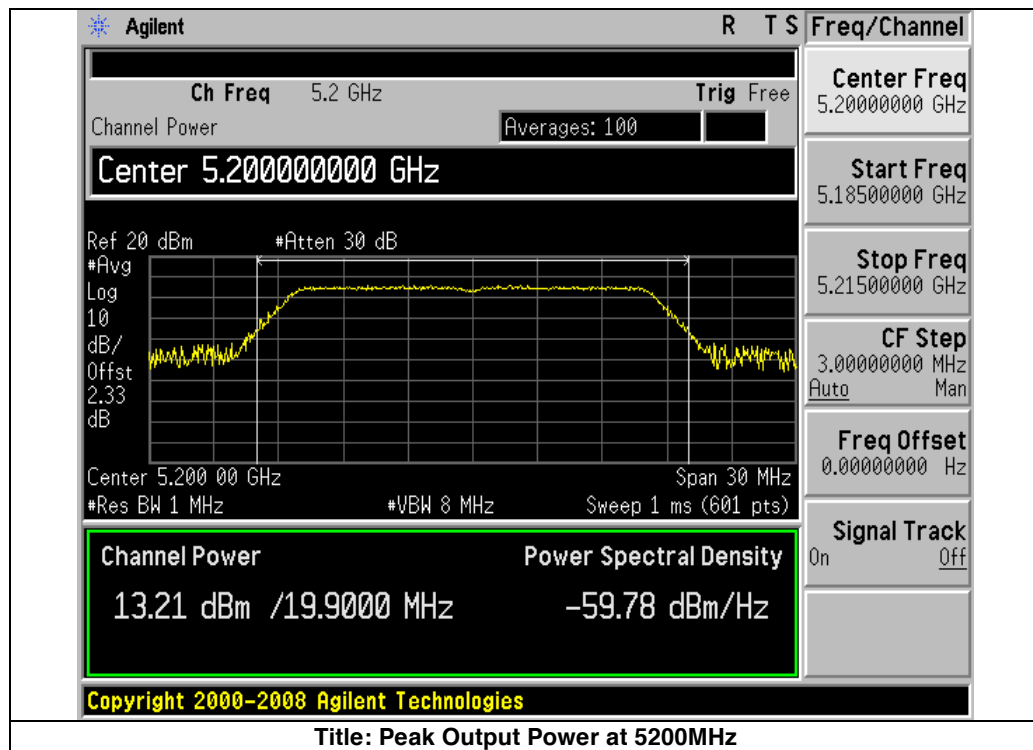 Agilent R T S Freq/Channel
Ch Freq 5.2 GHz Trig Free
Channel Power Averages: 100
Center 5.200000000 GHz
Ref 20 dBm #Atten 30 dB
#Avg
Log
10
dB/
Offst
2.33
dB
Center 5.200 00 GHz Span 30 MHz
#Res BW 1 MHz #VBW 8 MHz Sweep 1 ms (601 pts)
Channel Power Power Spectral Density
13.21 dBm /19.9000 MHz -59.78 dBm/Hz
Center Freq
5.20000000 GHz
Start Freq
5.18500000 GHz
Stop Freq
5.21500000 GHz
CF Step
3.00000000 MHz
Auto Man
Freq Offset
0.00000000 Hz
Signal Track
On Off
Copyright 2000-2008 Agilent Technologies
Title: Peak Output Power at 5200MHz